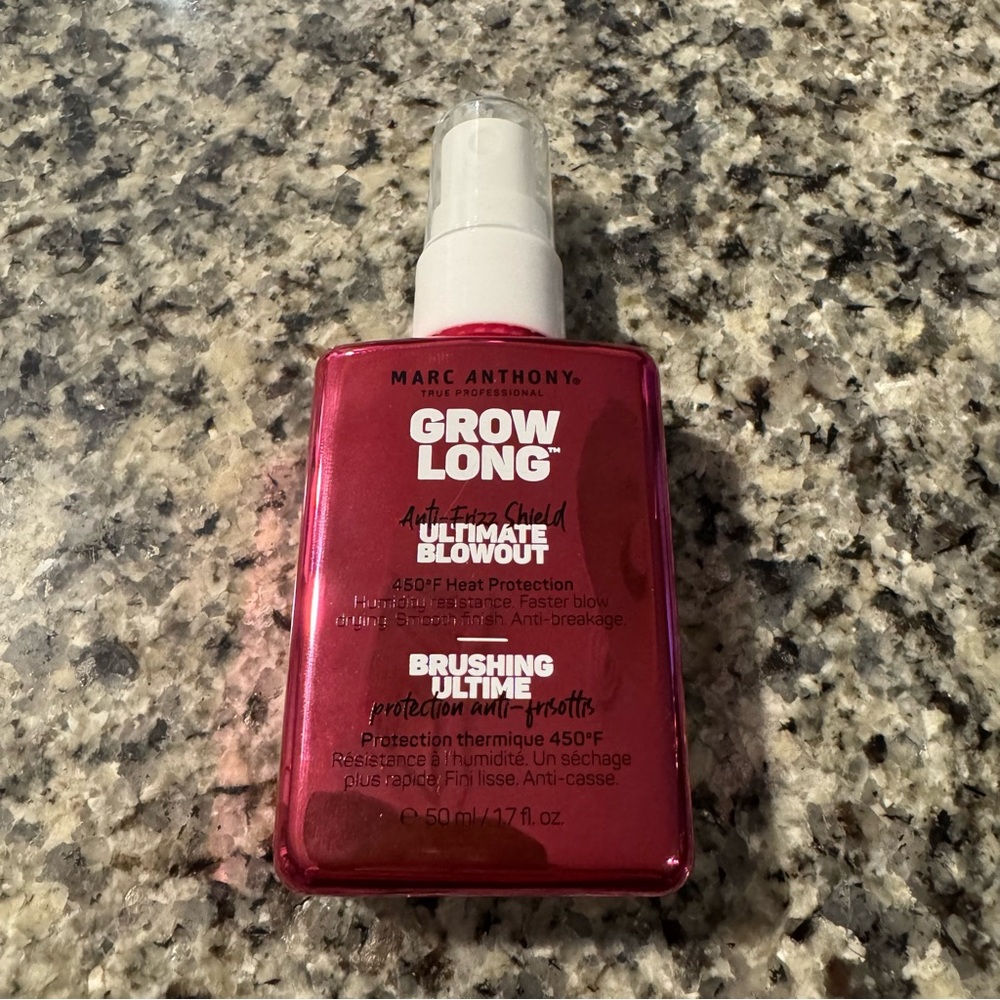 MARC ANTHONY®
TRUE PROFESSIONAL
GROW
LONG™
Anti-Frizz Shield
ULTIMATE
BLOWOUT
450°F Heat Protection
Humidity resistance. Faster blow
drying. Smooth finish. Anti-breakage.
BRUSHING
ULTIME
protection anti-frisottis
Protection thermique 450°F
Résistance à l'humidité. Un séchage
plus rapide. Fini lisse. Anti-casse.
℮ 50 ml / 1.7 fl. oz.